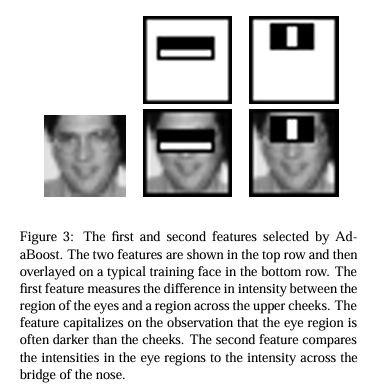 Figure 3: The first and second features selected by Ad-
aBoost. The two features are shown in the top row and then
overlayed on a typical training face in the bottom row. The
first feature measures the difference in intensity between the
region of the eyes and a region across the upper cheeks. The
feature capitalizes on the observation that the eye region is
often darker than the cheeks. The second feature compares
the intensities in the eye regions to the intensity across the
bridge of the nose.